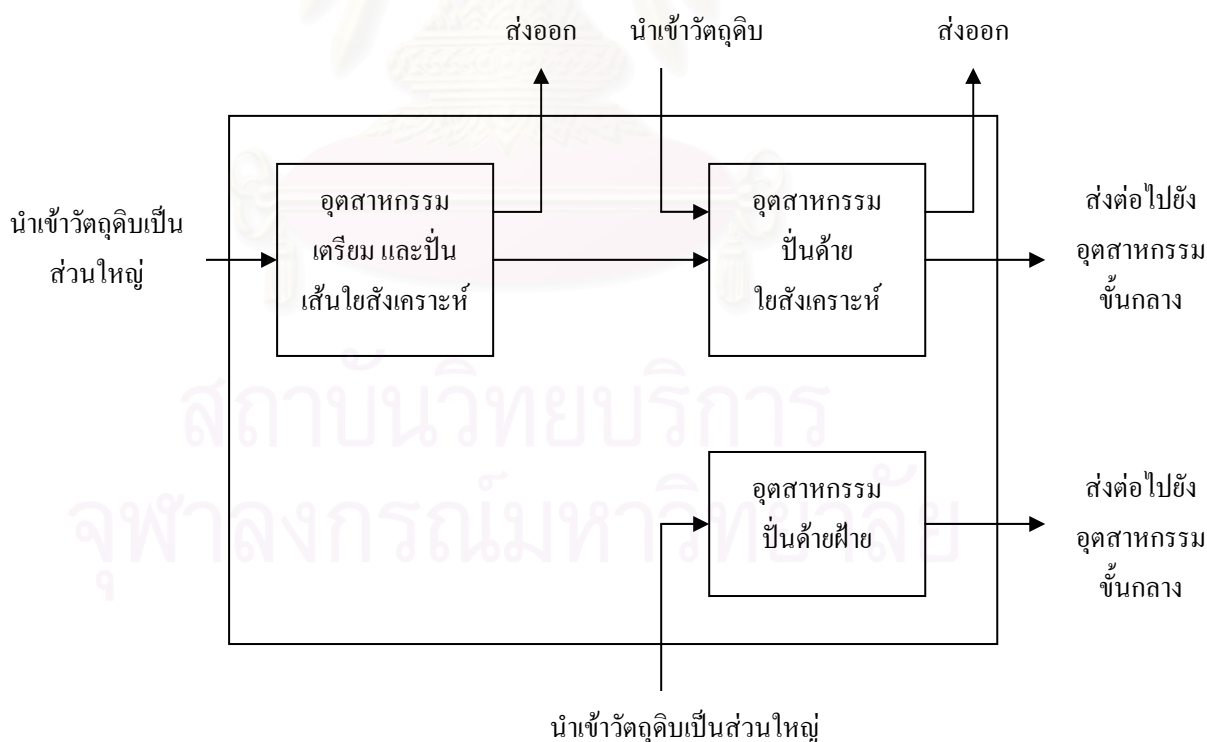 ส่งออก
นำเข้าวัตถุดิบ
ส่งออก
นำเข้าวัตถุดิบเป็น
ส่วนใหญ่
อุตสาหกรรม
เตรียม และปั่น
เส้นใยสังเคราะห์
อุตสาหกรรม
ปั่นด้าย
ใยสังเคราะห์
ส่งต่อไปยัง
อุตสาหกรรม
ขั้นกลาง
สถาบันวิทยบริการ
จุฬาลงกรณ์มหาวิทยาลัย
อุตสาหกรรม
ปั่นด้ายฝ้าย
ส่งต่อไปยัง
อุตสาหกรรม
ขั้นกลาง
นำเข้าวัตถุดิบเป็นส่วนใหญ่